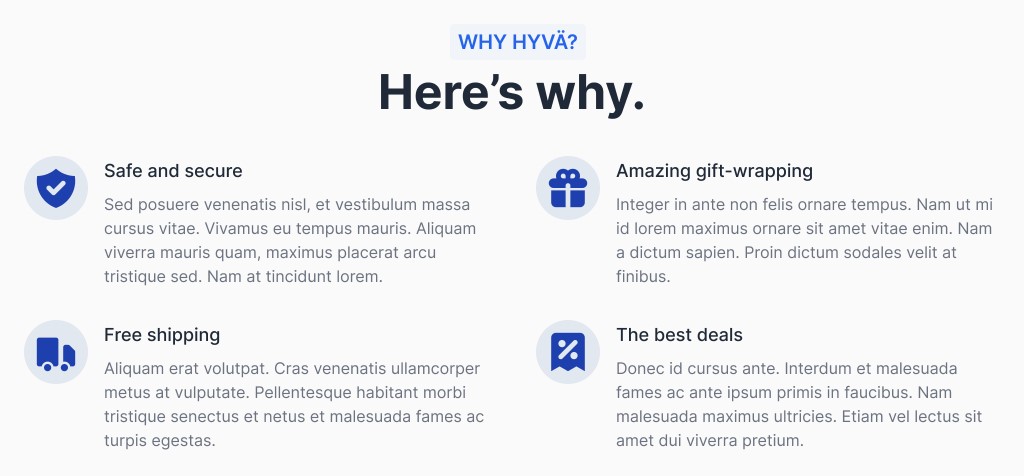 WHY HYVÄ?
Here’s why.
Safe and secure
Sed posuere venenatis nisl, et vestibulum massa
cursus vitae. Vivamus eu tempus mauris. Aliquam
viverra mauris quam, maximus placerat arcu
tristique sed. Nam at tincidunt lorem.
Amazing gift-wrapping
Integer in ante non felis ornare tempus. Nam ut mi
id lorem maximus ornare sit amet vitae enim. Nam
a dictum sapien. Proin dictum sodales velit at
finibus.
Free shipping
Aliquam erat volutpat. Cras venenatis ullamcorper
metus at vulputate. Pellentesque habitant morbi
tristique senectus et netus et malesuada fames ac
turpis egestas.
The best deals
Donec id cursus ante. Interdum et malesuada
fames ac ante ipsum primis in faucibus. Nam
malesuada maximus ultricies. Etiam vel lectus sit
amet dui viverra pretium.